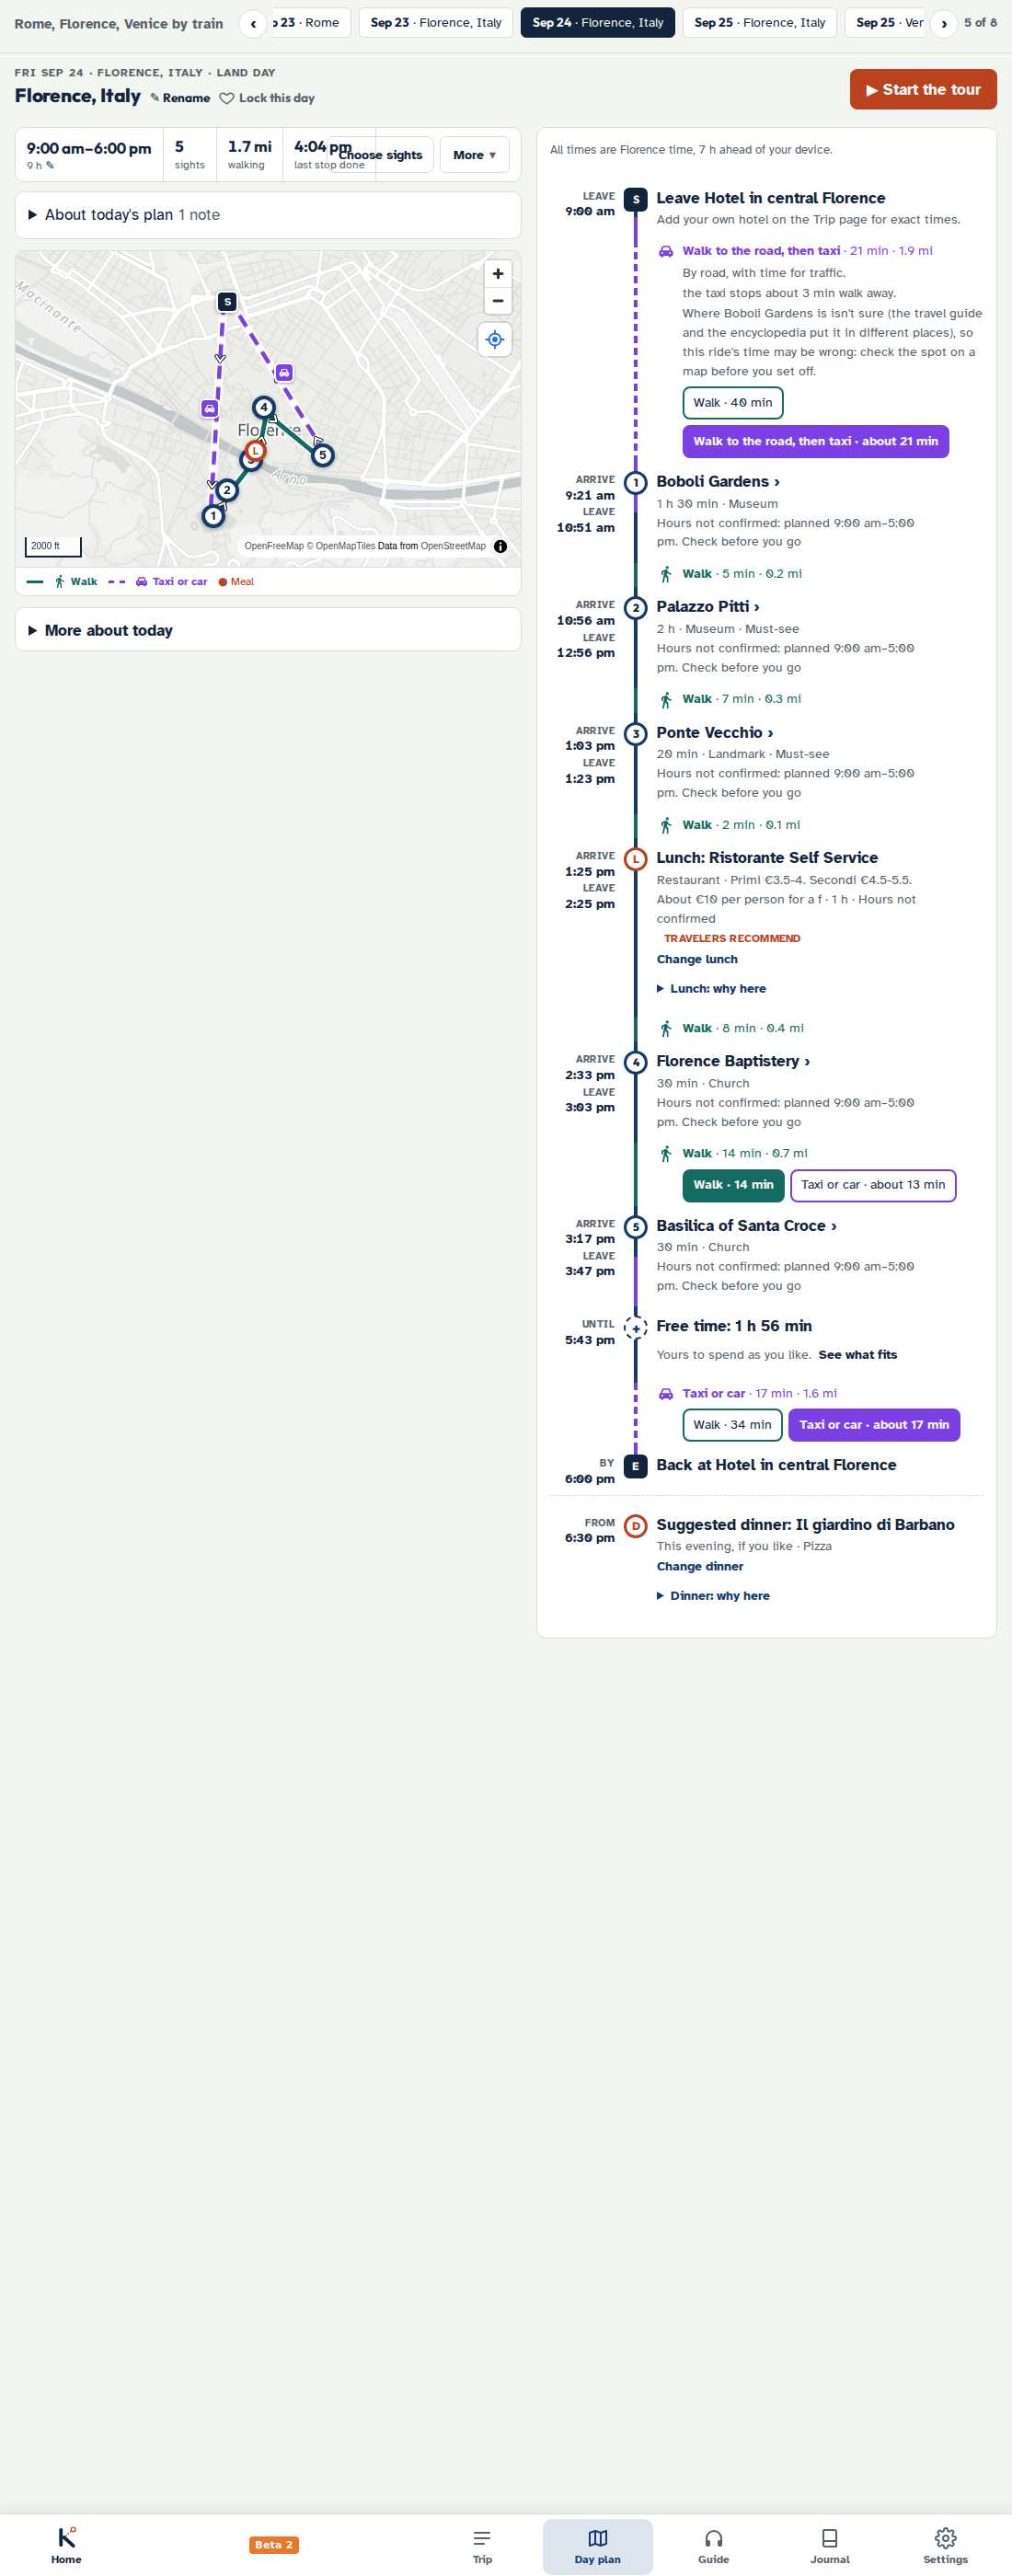 Rome, Florence, Venice by train
‹
23 · Rome
Sep 23 · Florence, Italy
Sep 24 · Florence, Italy
Sep 25 · Florence, Italy
Sep 25 · Ven
›
5 of 8
FRI SEP 24 · FLORENCE, ITALY · LAND DAY
Florence, Italy ✎ Rename ♡ Lock this day
▶ Start the tour
9:00 am–6:00 pm
9 h ✎
5
sights
1.7 mi
walking
4:04 pm
last stop done
Choose sights
More ▾
▶ About today's plan 1 note
Macinante
S
+
−
4
Florence
L
5
Arno
2
1
2000 ft
OpenFreeMap © OpenMapTiles Data from OpenStreetMap
Walk
Taxi or car
Meal
▶ More about today
All times are Florence time, 7 h ahead of your device.
LEAVE
9:00 am
S
Leave Hotel in central Florence
Add your own hotel on the Trip page for exact times.
Walk to the road, then taxi · 21 min · 1.9 mi
By road, with time for traffic.
the taxi stops about 3 min walk away.
Where Boboli Gardens is isn't sure (the travel guide
and the encyclopedia put it in different places), so
this ride's time may be wrong: check the spot on a
map before you set off.
Walk · 40 min
Walk to the road, then taxi · about 21 min
ARRIVE
9:21 am
LEAVE
10:51 am
1
Boboli Gardens ›
1 h 30 min · Museum
Hours not confirmed: planned 9:00 am–5:00
pm. Check before you go
Walk · 5 min · 0.2 mi
ARRIVE
10:56 am
LEAVE
12:56 pm
2
Palazzo Pitti ›
2 h · Museum · Must-see
Hours not confirmed: planned 9:00 am–5:00
pm. Check before you go
Walk · 7 min · 0.3 mi
ARRIVE
1:03 pm
LEAVE
1:23 pm
3
Ponte Vecchio ›
20 min · Landmark · Must-see
Hours not confirmed: planned 9:00 am–5:00
pm. Check before you go
Walk · 2 min · 0.1 mi
ARRIVE
1:25 pm
LEAVE
2:25 pm
L
Lunch: Ristorante Self Service
Restaurant · Primi €3.5-4. Secondi €4.5-5.5.
About €10 per person for a f · 1 h · Hours not
confirmed
TRAVELERS RECOMMEND
Change lunch
▶ Lunch: why here
Walk · 8 min · 0.4 mi
ARRIVE
2:33 pm
LEAVE
3:03 pm
4
Florence Baptistery ›
30 min · Church
Hours not confirmed: planned 9:00 am–5:00
pm. Check before you go
Walk · 14 min · 0.7 mi
Walk · 14 min
Taxi or car · about 13 min
ARRIVE
3:17 pm
LEAVE
3:47 pm
5
Basilica of Santa Croce ›
30 min · Church
Hours not confirmed: planned 9:00 am–5:00
pm. Check before you go
UNTIL
5:43 pm
+
Free time: 1 h 56 min
Yours to spend as you like. See what fits
Taxi or car · 17 min · 1.6 mi
Walk · 34 min
Taxi or car · about 17 min
BY
6:00 pm
E
Back at Hotel in central Florence
FROM
6:30 pm
D
Suggested dinner: Il giardino di Barbano
This evening, if you like · Pizza
Change dinner
▶ Dinner: why here
Home
Beta 2
Trip
Day plan
Guide
Journal
Settings